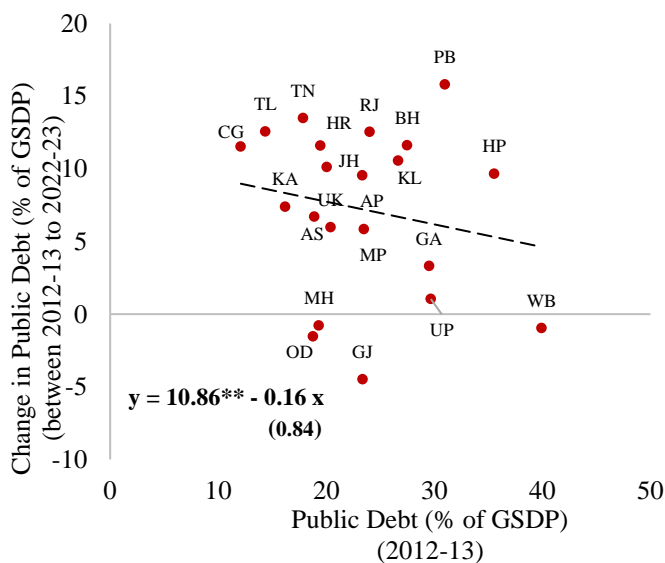 Change in Public Debt (% of GSDP)
(between 2012-13 to 2022-23)
20
15
10
5
0
-5
-10
PB
TN
TL
RJ
HR
BH
CG
HP
JH
KL
KA
UK
AP
AS
GA
MP
MH
WB
UP
OD
GJ
y = 10.86** - 0.16 x
(0.84)
0 10 20 30 40 50
Public Debt (% of GSDP)
(2012-13)